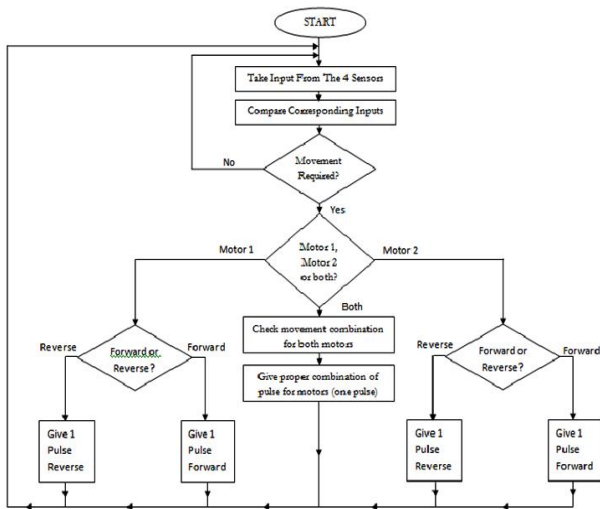 START
Take Input From The 4 Sensors
Compare Corresponding Inputs
No
Movement
Required?
Yes
Motor 1
Motor 1,
Motor 2
or both?
Motor 2
Both
Check movement combination
for both motors
Give proper combination of
pulse for motors (one pulse)
Reverse
Forward or
Reverse?
Forward
Give 1
Pulse
Reverse
Give 1
Pulse
Forward
Reverse
Forward or
Reverse?
Forward
Give 1
Pulse
Reverse
Give 1
Pulse
Forward